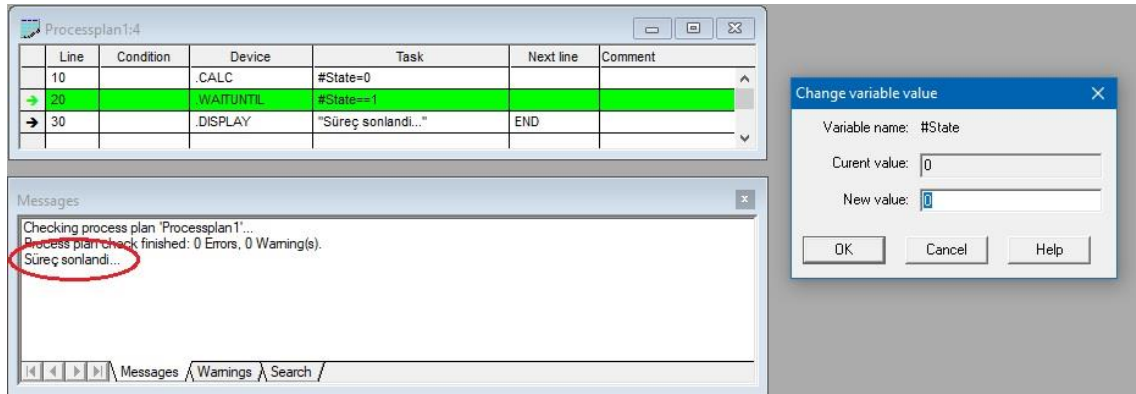 Processplan1:4
Line Condition Device Task Next line Comment
10 .CALC #State=0
20 .WAITUNTIL #State==1
30 .DISPLAY "Süreç sonlandi..." END
Messages
Checking process plan 'Processplan1'...
Process plan check finished: 0 Errors, 0 Warning(s).
Süreç sonlandi...
Messages Warnings Search
Change variable value
Variable name: #State
Curent value: 0
New value: 0
OK Cancel Help